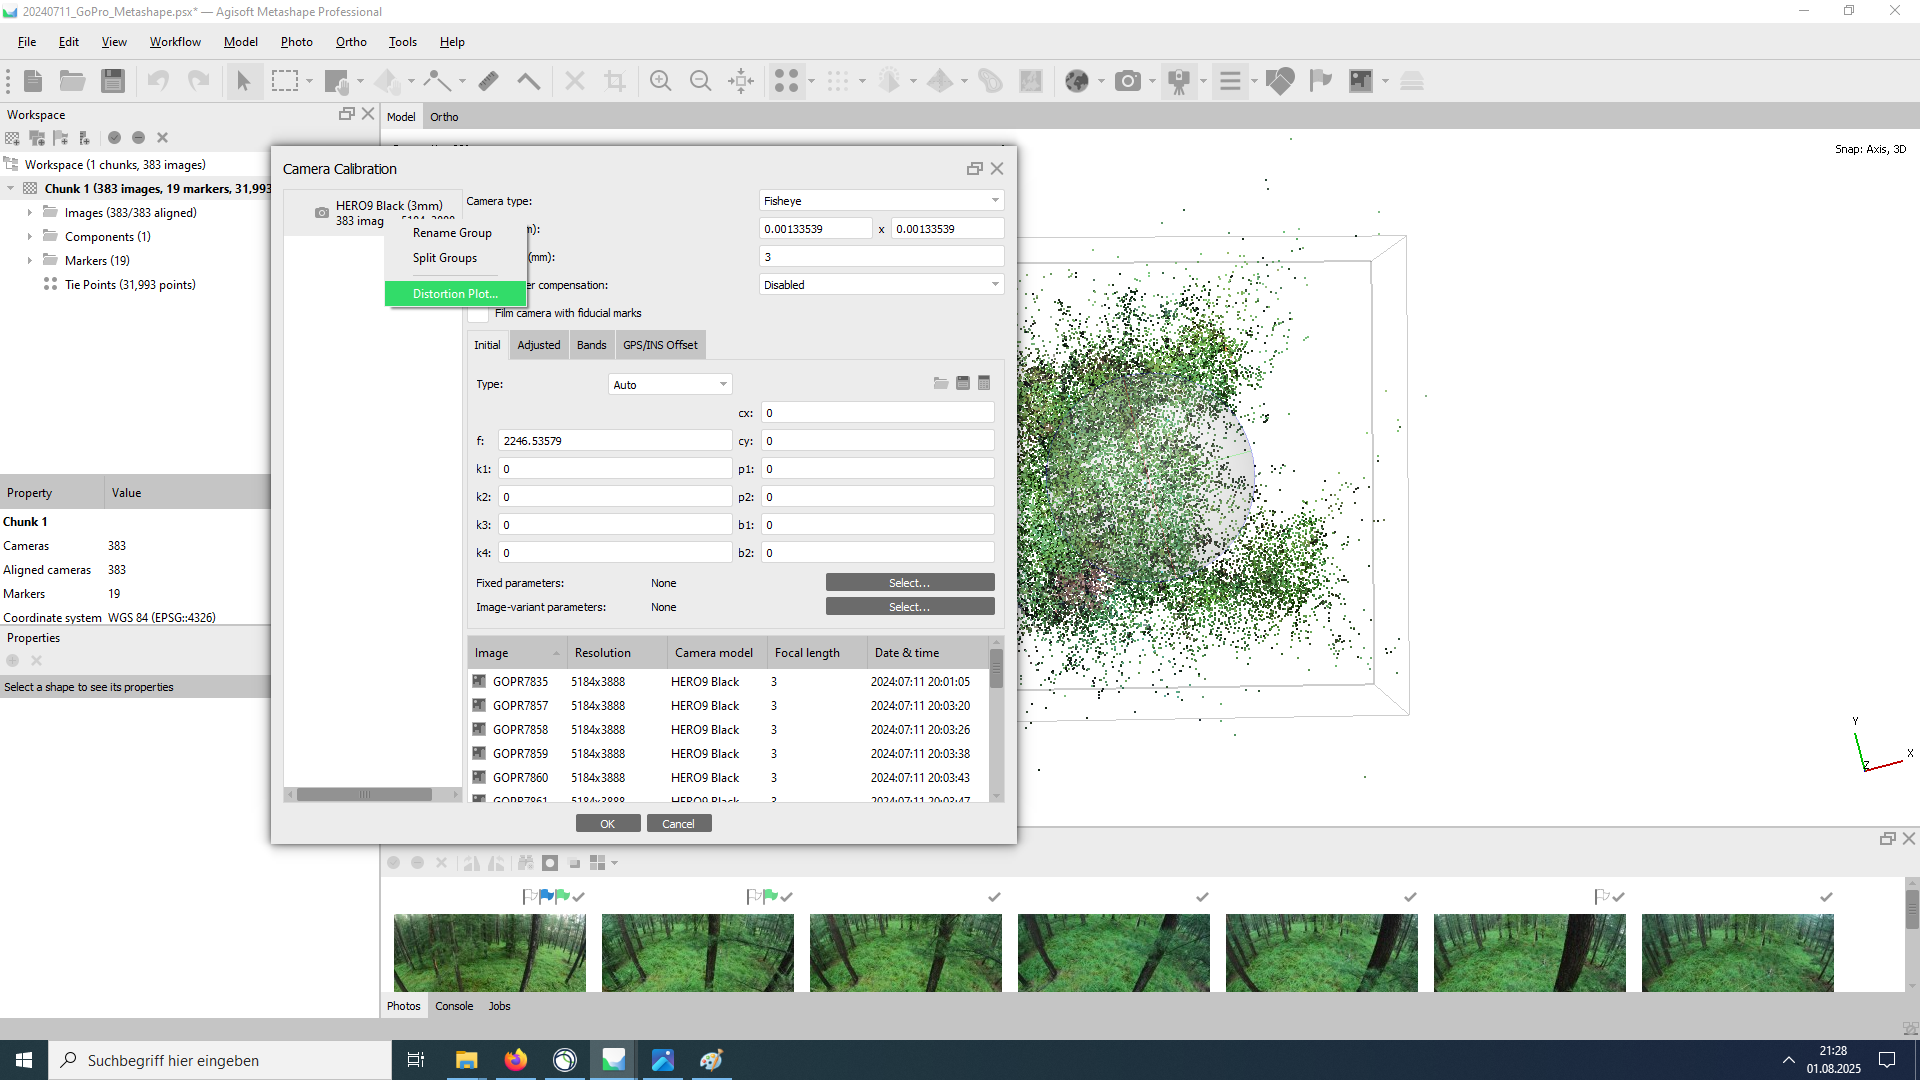 20240711_GoPro_Metashape.psx* — Agisoft Metashape Professional
File Edit View Workflow Model Photo Ortho Tools Help
Workspace
Model Ortho
Snap: Axis, 3D
Workspace (1 chunks, 383 images)
Chunk 1 (383 images, 19 markers, 31,993
Images (383/383 aligned)
Components (1)
Markers (19)
Tie Points (31,993 points)
Property Value
Chunk 1
Cameras 383
Aligned cameras 383
Markers 19
Coordinate system WGS 84 (EPSG::4326)
Properties
Select a shape to see its properties
Camera Calibration
HERO9 Black (3mm)
383 imag
Rename Group
Split Groups
Distortion Plot...
Camera type: Fisheye
0.00133539 x 0.00133539
(mm): 3
compensation: Disabled
Film camera with fiducial marks
Initial Adjusted Bands GPS/INS Offset
Type: Auto
cx: 0
f: 2246.53579 cy: 0
k1: 0 p1: 0
k2: 0 p2: 0
k3: 0 b1: 0
k4: 0 b2: 0
Fixed parameters: None Select...
Image-variant parameters: None Select...
Image Resolution Camera model Focal length Date & time
GOPR7835 5184x3888 HERO9 Black 3 2024:07:11 20:01:05
GOPR7857 5184x3888 HERO9 Black 3 2024:07:11 20:03:20
GOPR7858 5184x3888 HERO9 Black 3 2024:07:11 20:03:26
GOPR7859 5184x3888 HERO9 Black 3 2024:07:11 20:03:38
GOPR7860 5184x3888 HERO9 Black 3 2024:07:11 20:03:43
GOPR7861 5184x3888 HERO9 Black 3 2024:07:11 20:03:47
OK Cancel
Y
X
Z
Photos Console Jobs
Suchbegriff hier eingeben
21:28
01.08.2025